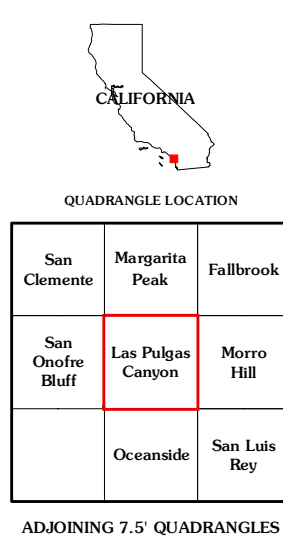 CALIFORNIA
QUADRANGLE LOCATION
San
Clemente
Margarita
Peak
Fallbrook
San
Onofre
Bluff
Las Pulgas
Canyon
Morro
Hill
Oceanside
San Luis
Rey
ADJOINING 7.5' QUADRANGLES